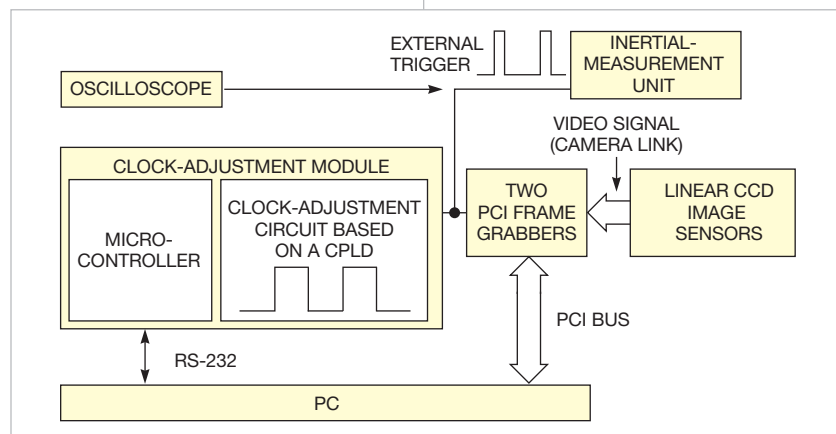 EXTERNAL
TRIGGER
INERTIAL-
MEASUREMENT
UNIT
OSCILLOSCOPE
VIDEO SIGNAL
(CAMERA LINK)
CLOCK-ADJUSTMENT MODULE
MICRO-
CONTROLLER
CLOCK-ADJUSTMENT
CIRCUIT BASED
ON A CPLD
TWO
PCI FRAME
GRABBERS
LINEAR CCD
IMAGE
SENSORS
PCI BUS
RS-232
PC